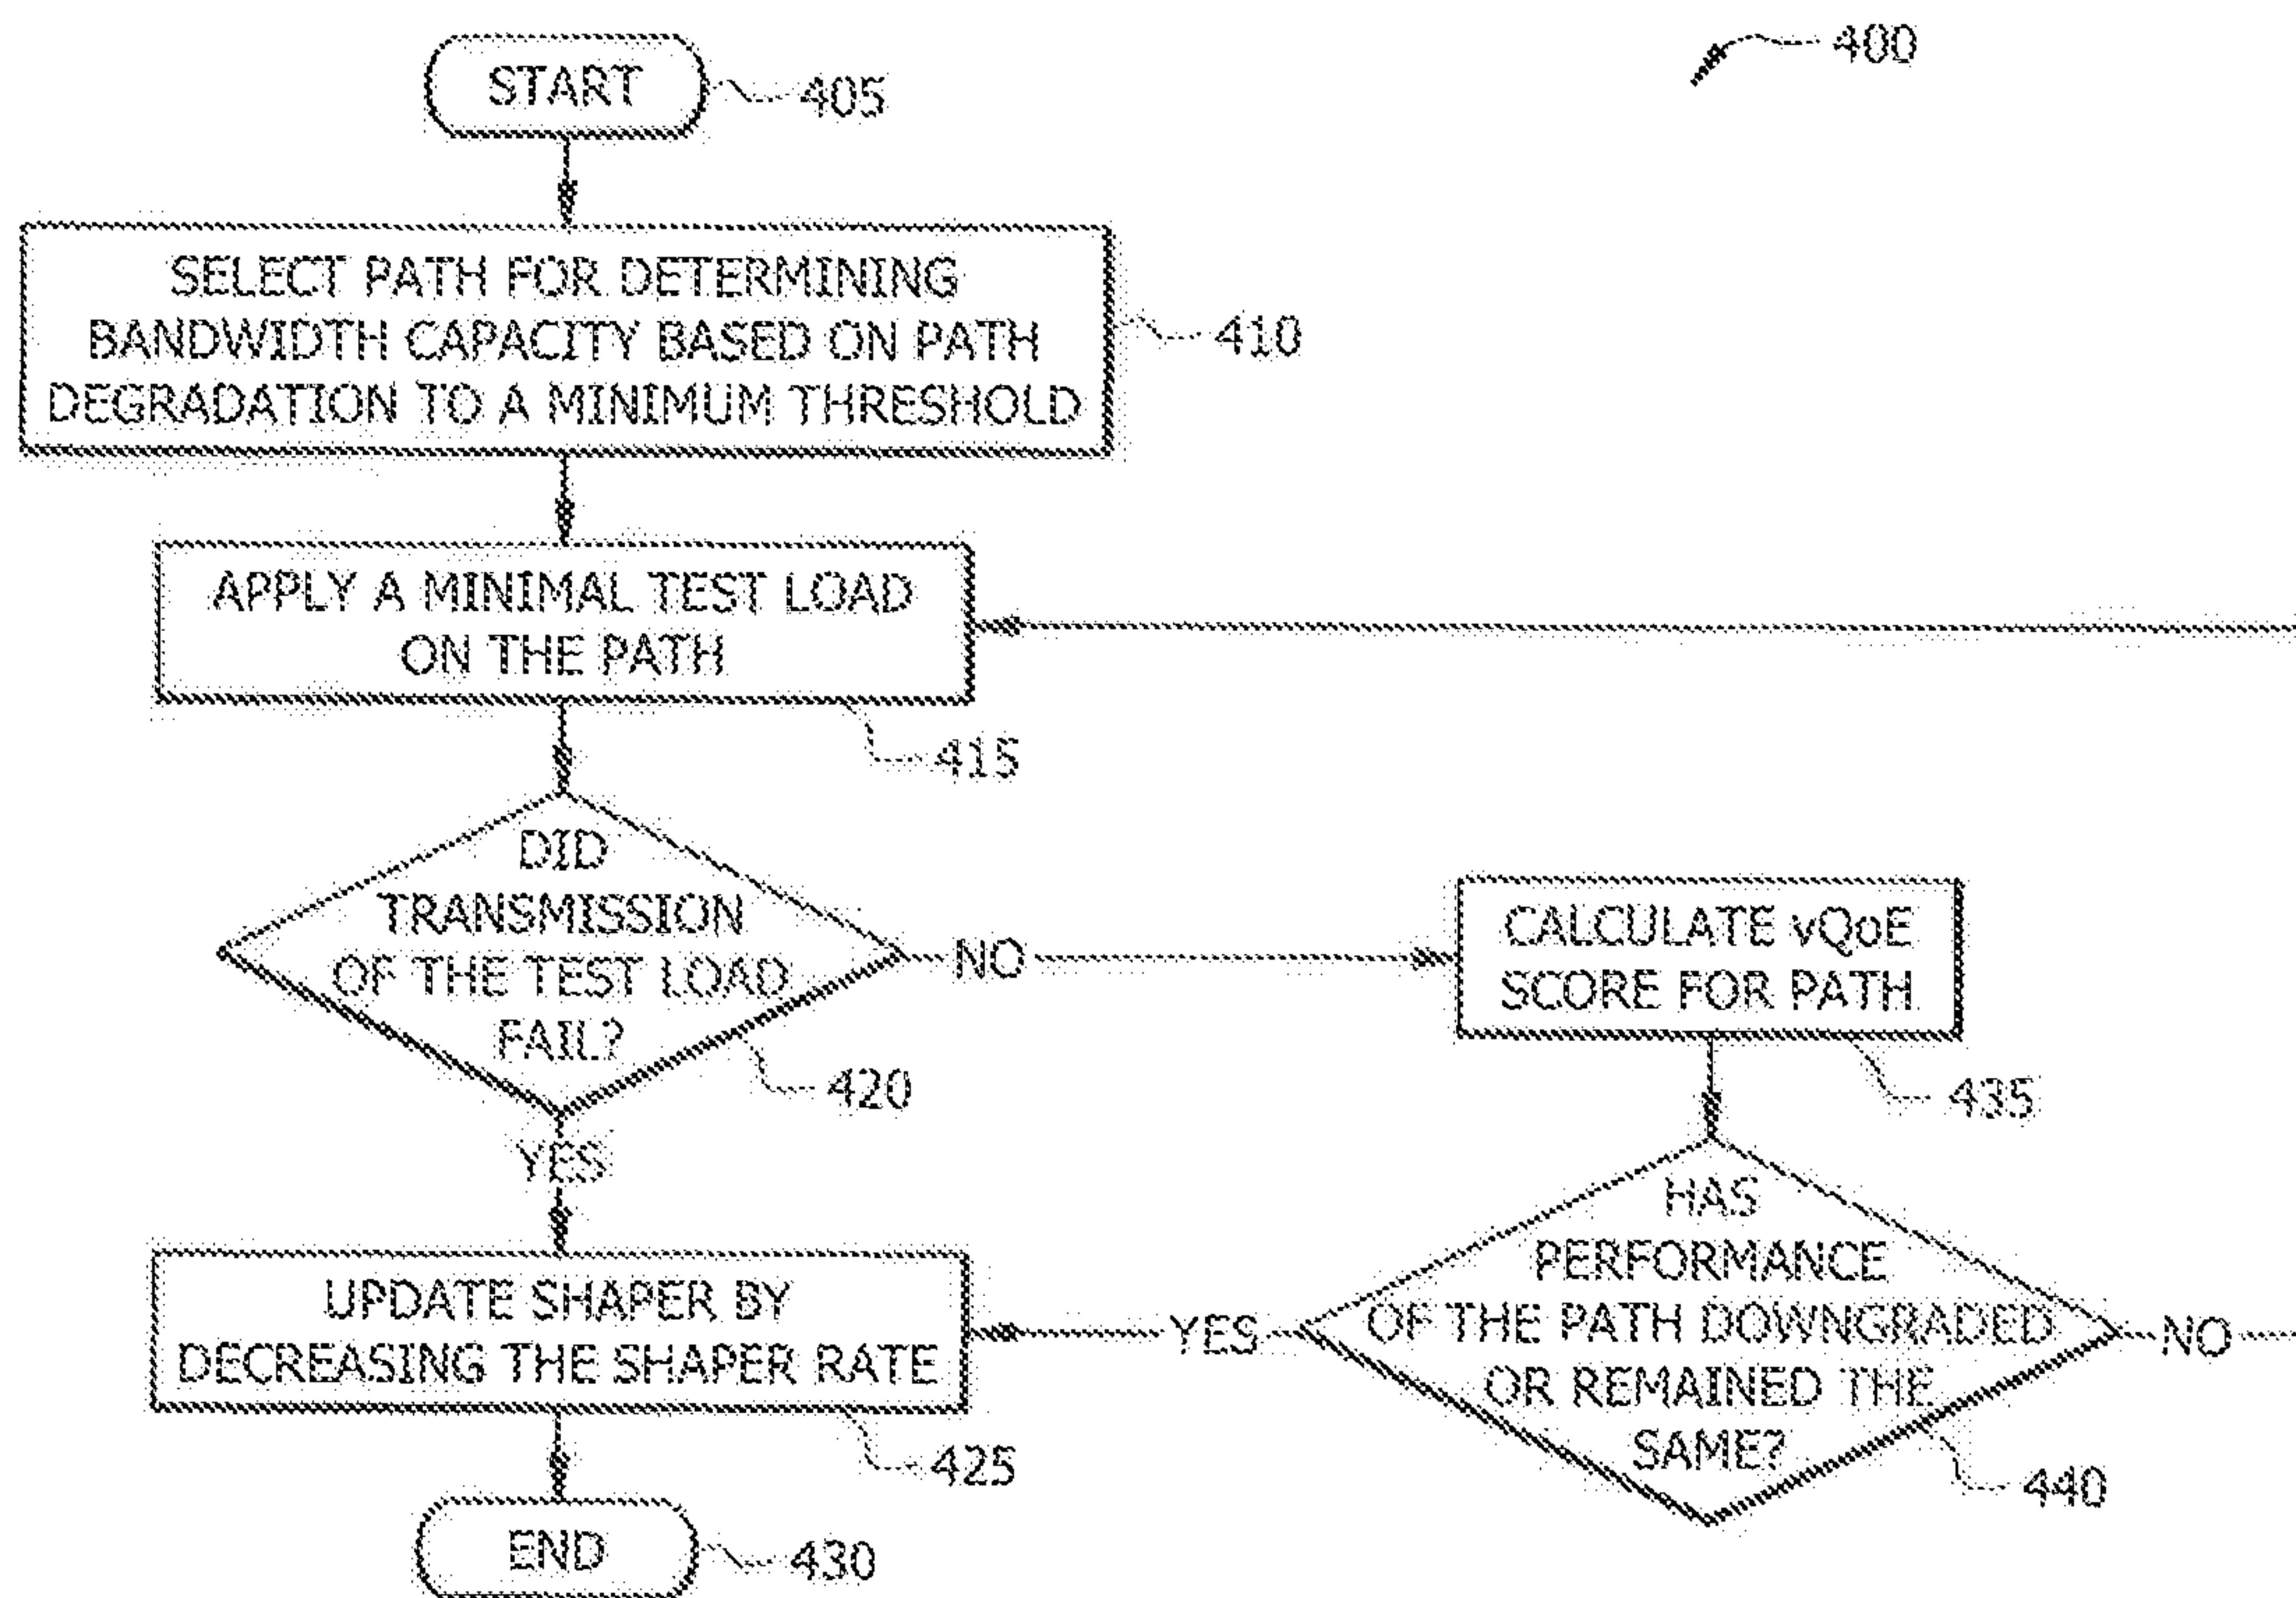 400
START
405
SELECT PATH FOR DETERMINING
BANDWIDTH CAPACITY BASED ON PATH
DEGRADATION TO A MINIMUM THRESHOLD
410
APPLY A MINIMAL TEST LOAD
ON THE PATH
415
DID
TRANSMISSION
OF THE TEST LOAD
FAIL?
420
NO
CALCULATE vQoE
SCORE FOR PATH
435
YES
HAS
PERFORMANCE
OF THE PATH DOWNGRADED
OR REMAINED THE
SAME?
440
YES
NO
UPDATE SHAPER BY
DECREASING THE SHAPER RATE
425
END
430